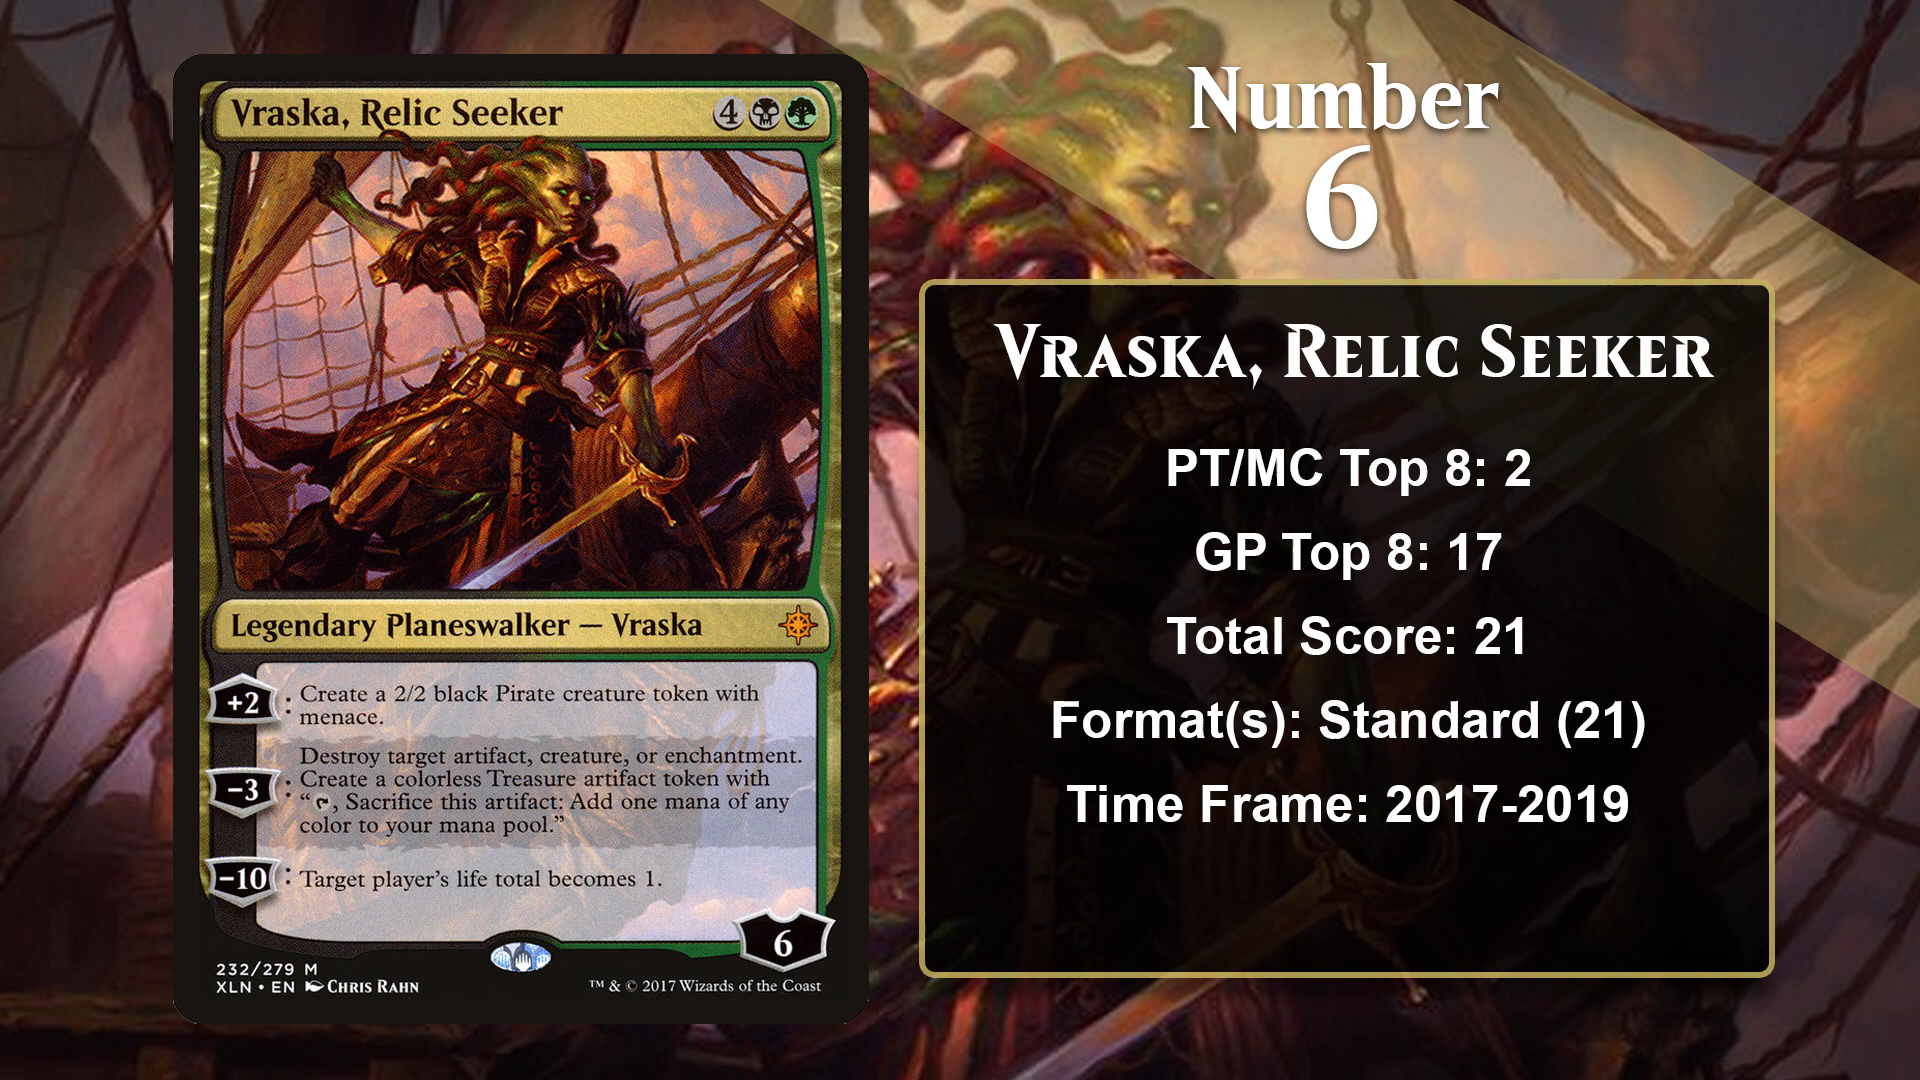 Vraska, Relic Seeker
4
Legendary Planeswalker — Vraska
+2 : Create a 2/2 black Pirate creature token with
menace.
Destroy target artifact, creature, or enchantment.
−3 : Create a colorless Treasure artifact token with
“, Sacrifice this artifact: Add one mana of any
color to your mana pool.”
−10 : Target player’s life total becomes 1.
6
232/279 M
XLN • EN Chris Rahn
™ & © 2017 Wizards of the Coast
Number
6
Vraska, Relic Seeker
PT/MC Top 8: 2
GP Top 8: 17
Total Score: 21
Format(s): Standard (21)
Time Frame: 2017-2019